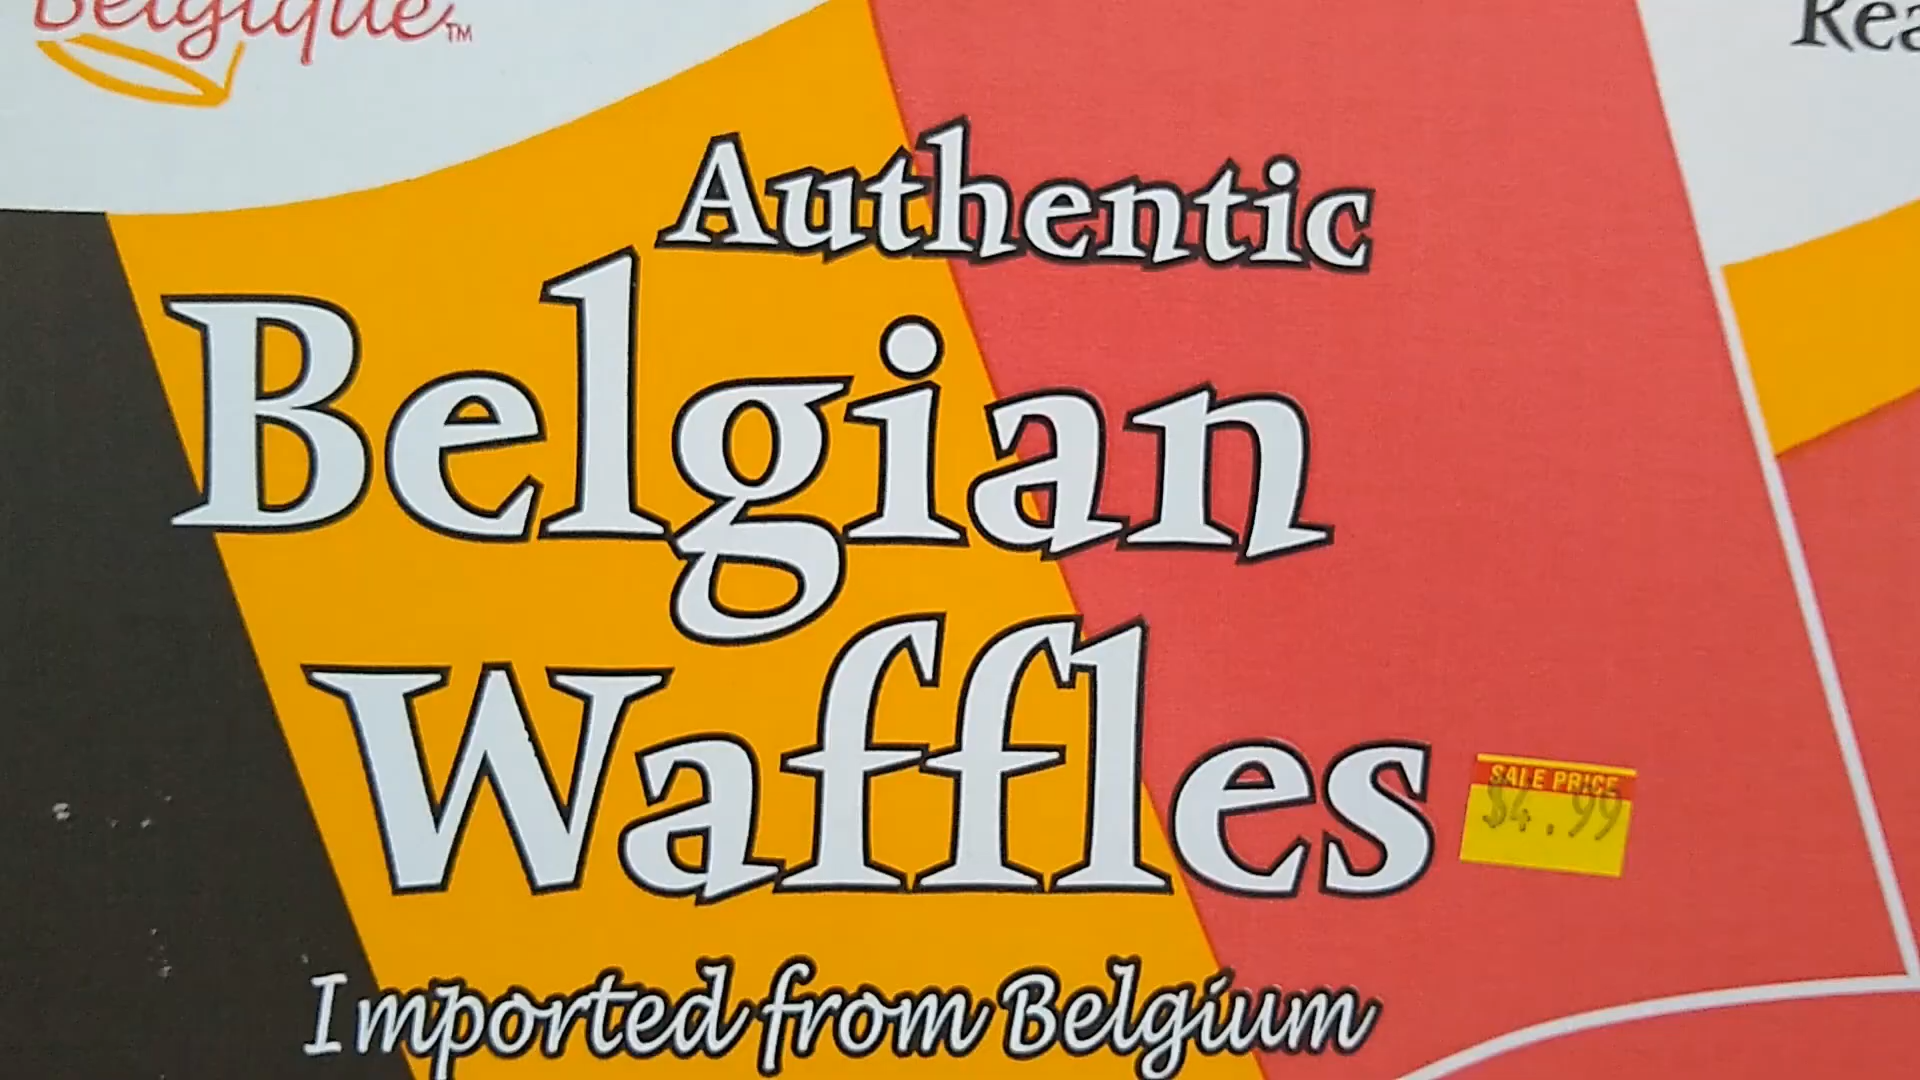 Belgique™
Authentic
Belgian
Waffles
SALE PRICE
$4.99
Imported from Belgium